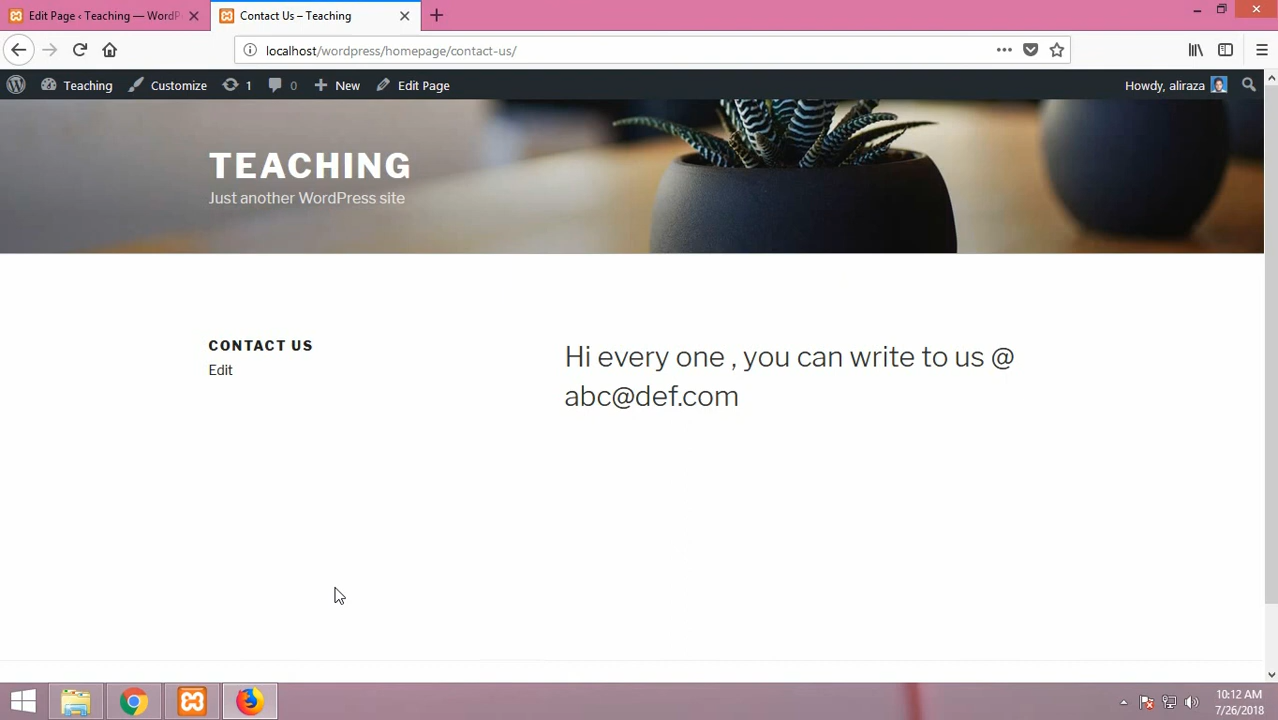 Edit Page ‹ Teaching — WordP
Contact Us – Teaching
localhost/wordpress/homepage/contact-us/
Teaching
Customize
1
0
New
Edit Page
Howdy, aliraza
TEACHING
Just another WordPress site
CONTACT US
Edit
Hi every one , you can write to us @
abc@def.com
10:12 AM
7/26/2018